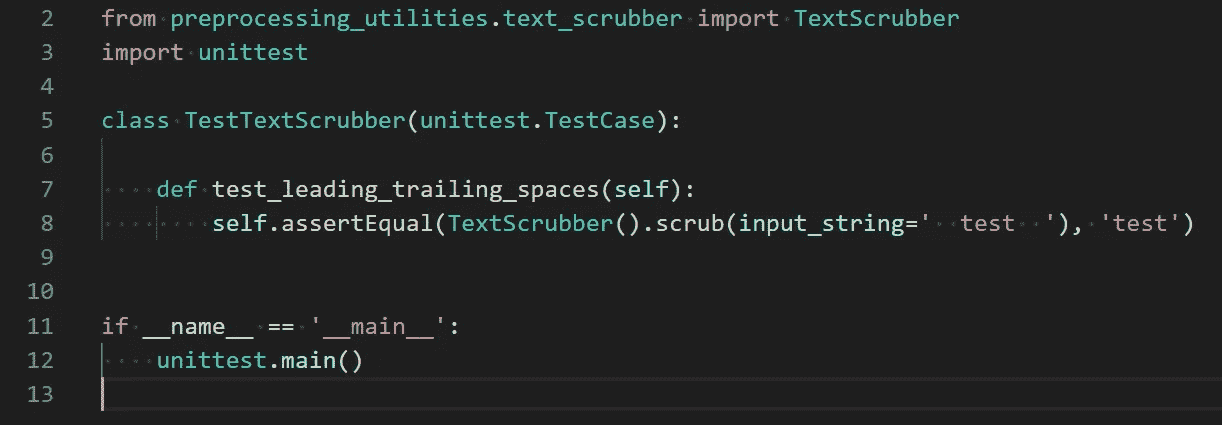 2 from preprocessing_utilities.text_scrubber import TextScrubber
3 import unittest
4
5 class TestTextScrubber(unittest.TestCase):
6
7     def test_leading_trailing_spaces(self):
8         self.assertEqual(TextScrubber().scrub(input_string='  test  '), 'test')
9
10
11 if __name__ == '__main__':
12     unittest.main()
13